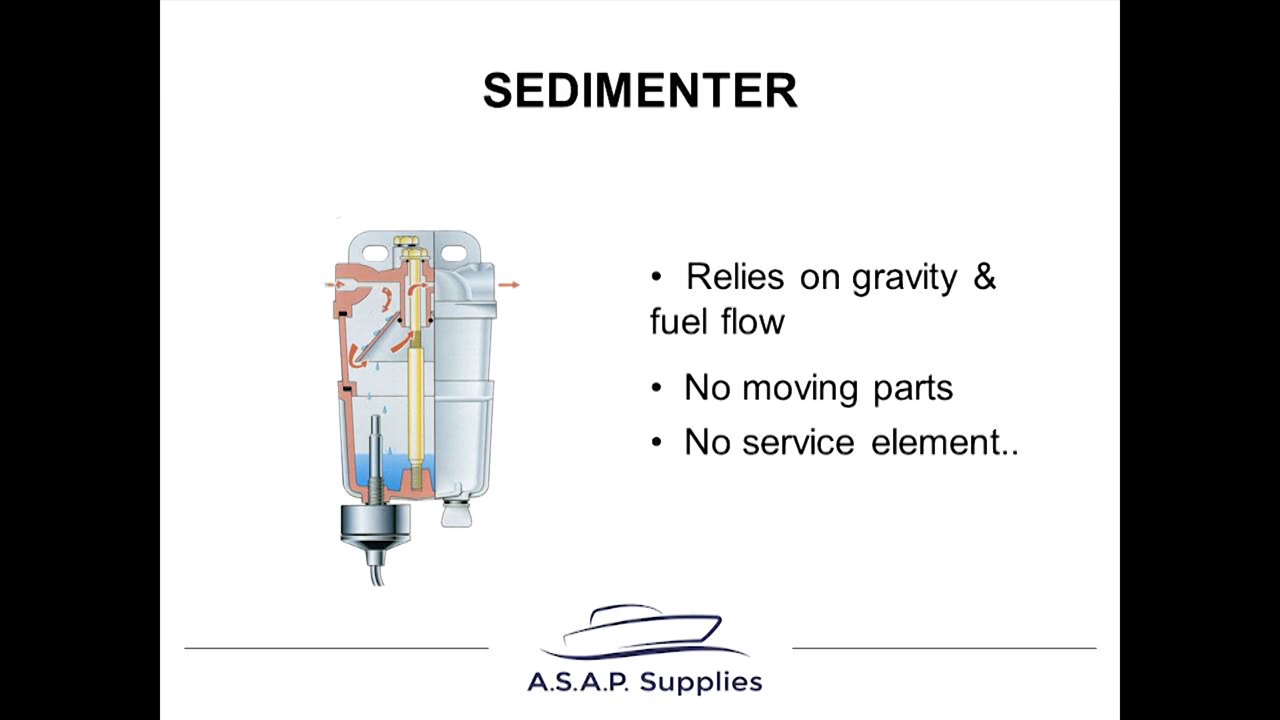 SEDIMENTER
• Relies on gravity &
fuel flow
• No moving parts
• No service element..
A.S.A.P. Supplies